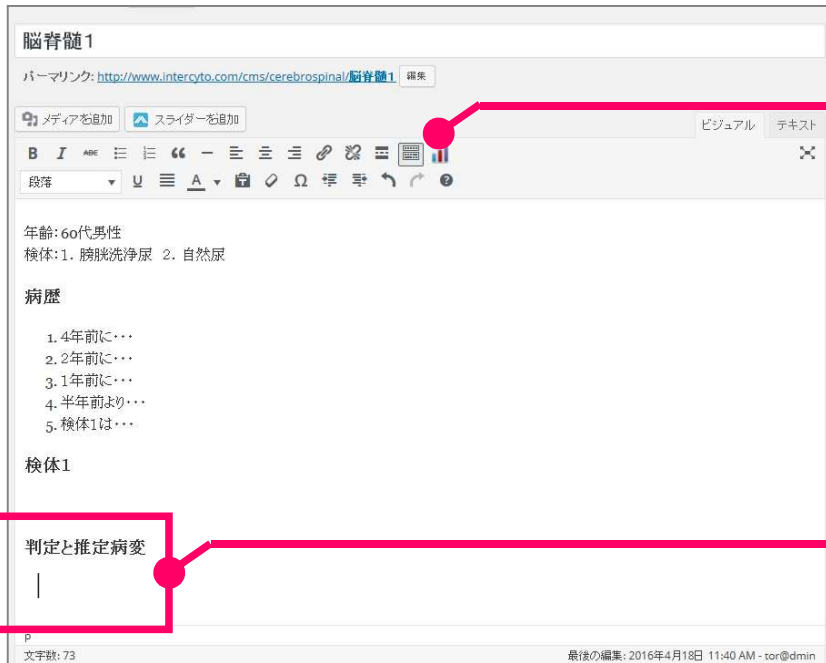 脳脊髄1
パーマリンク: http://www.intercyto.com/cms/cerebrospinal/脳脊髄1 編集
メディアを追加 スライダーを追加
ビジュアル テキスト
B I ABE
段落 U A Ω
年齢:60代男性
検体:1. 膀胱洗浄尿 2. 自然尿
病歴
1. 4年前に・・・
2. 2年前に・・・
3. 1年前に・・・
4. 半年前より・・・
5. 検体1は・・・
検体1
判定と推定病変
p
文字数: 73
最後の編集: 2016年4月18日 11:40 AM - tor@dmin